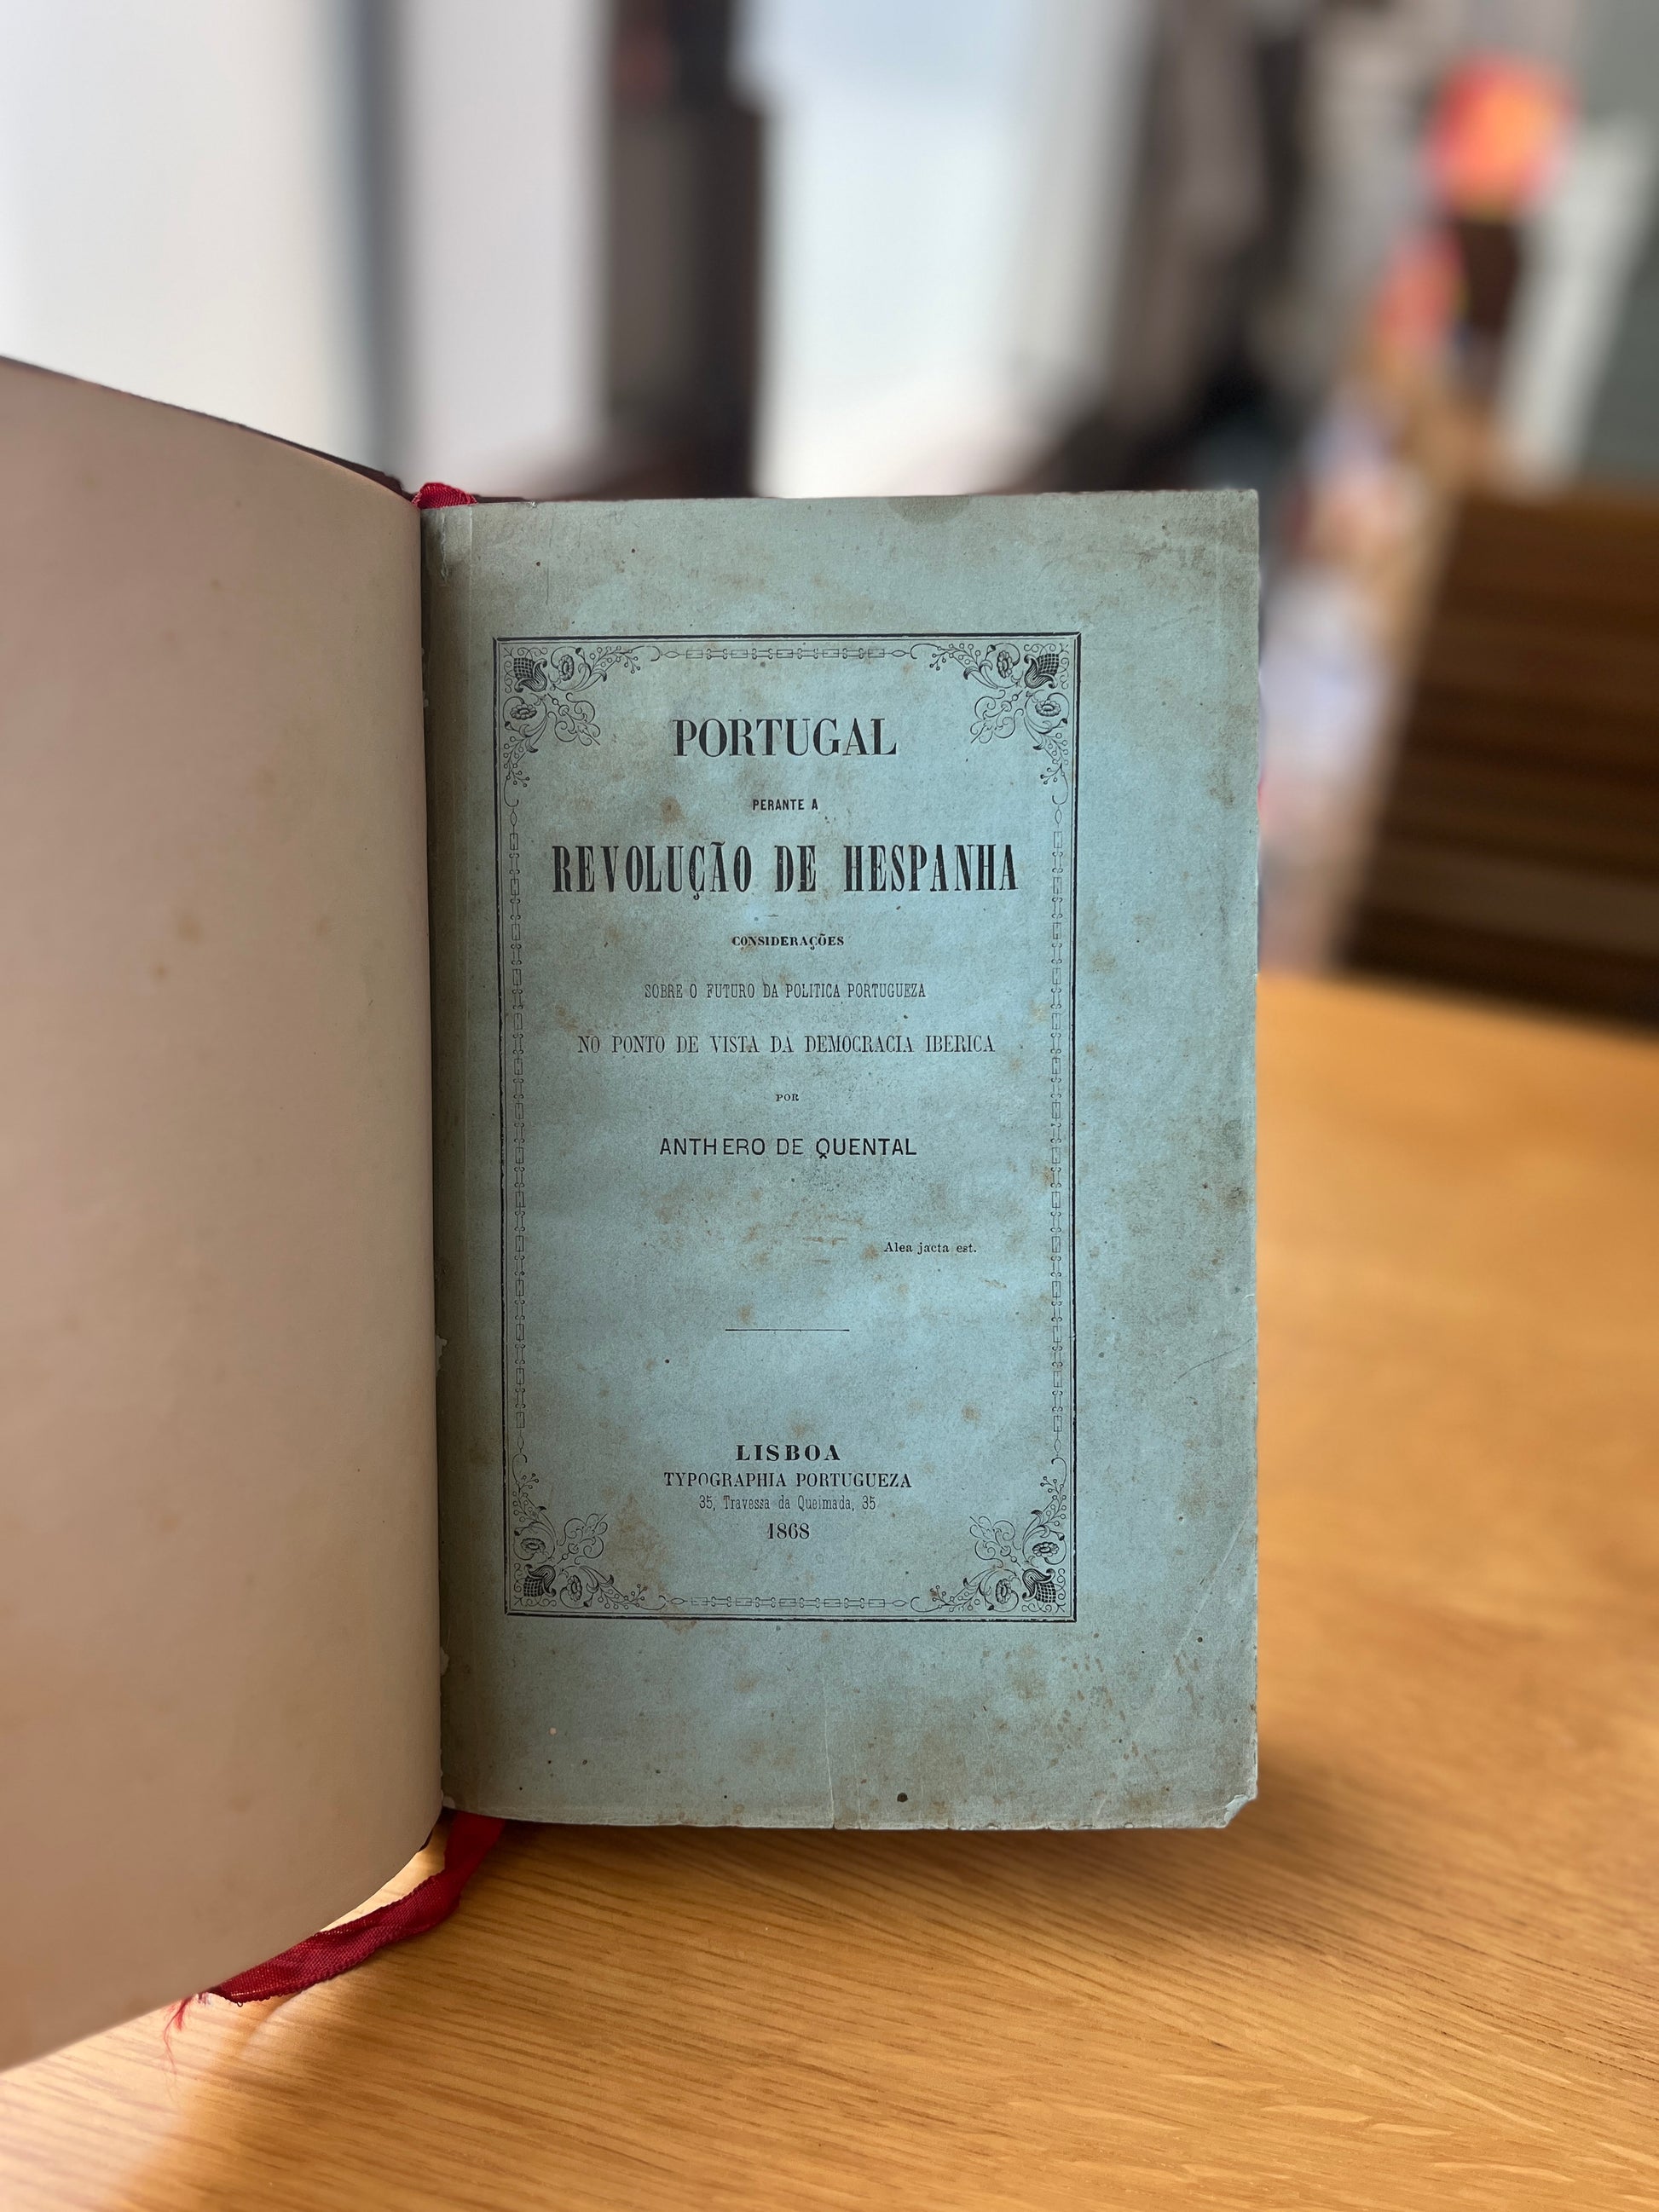 PORTUGAL
PERANTE A
REVOLUÇÃO DE HESPANHA
CONSIDERAÇÕES
SOBRE O FUTURO DA POLITICA PORTUGUEZA
NO PONTO DE VISTA DA DEMOCRACIA IBERICA
POR
ANTHERO DE QUENTAL
Alea jacta est.
LISBOA
TYPOGRAPHIA PORTUGUEZA
35, Travessa da Queimada, 35
1868